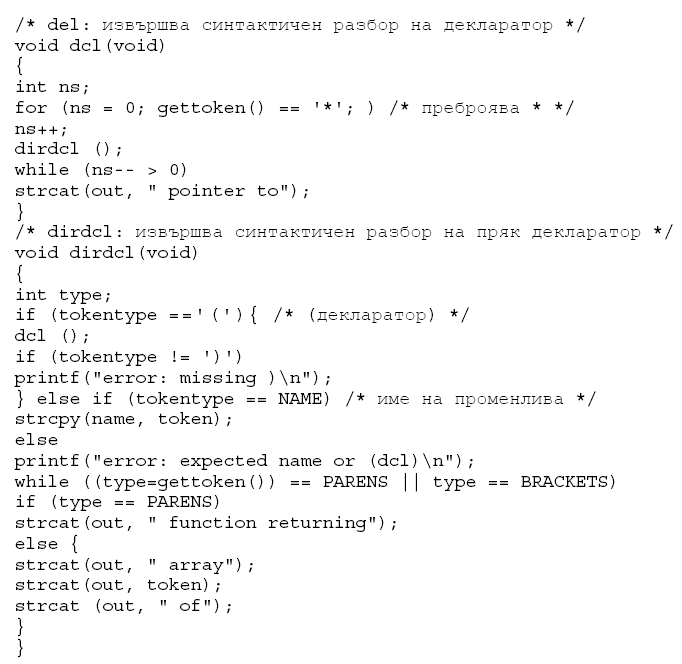 /* del: извършва синтактичен разбор на декларатор */
void dcl(void)
{
int ns;
for (ns = 0; gettoken() == '*'; ) /* преброява * */
ns++;
dirdcl ();
while (ns-- > 0)
strcat(out, " pointer to");
}
/* dirdcl: извършва синтактичен разбор на пряк декларатор */
void dirdcl(void)
{
int type;
if (tokentype =='('){ /* (декларатор) */
dcl ();
if (tokentype != ')')
printf("error: missing )\n");
} else if (tokentype == NAME) /* име на променлива */
strcpy(name, token);
else
printf("error: expected name or (dcl)\n");
while ((type=gettoken()) == PARENS || type == BRACKETS)
if (type == PARENS)
strcat(out, " function returning");
else {
strcat(out, " array");
strcat(out, token);
strcat (out, " of");
}
}